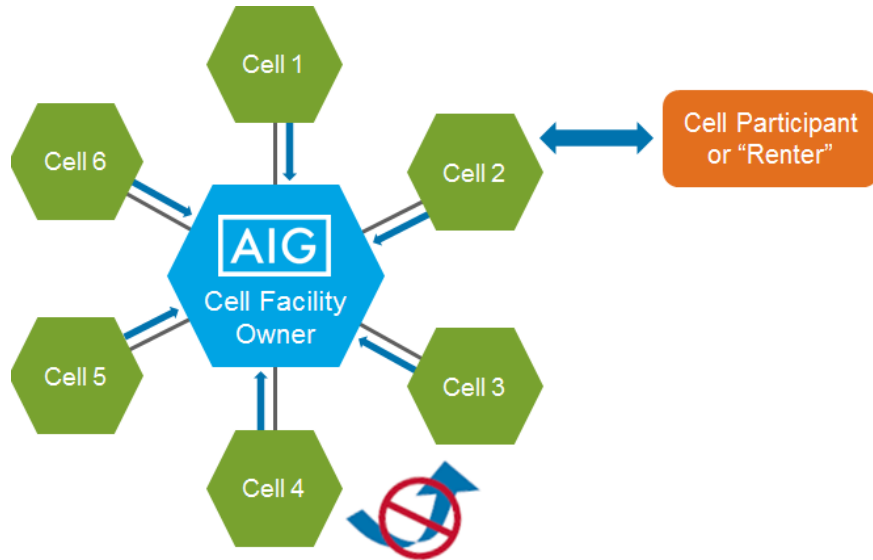 Cell 1
Cell 6
Cell 2
Cell Participant
or “Renter”
AIG
Cell Facility
Owner
Cell 5
Cell 3
Cell 4